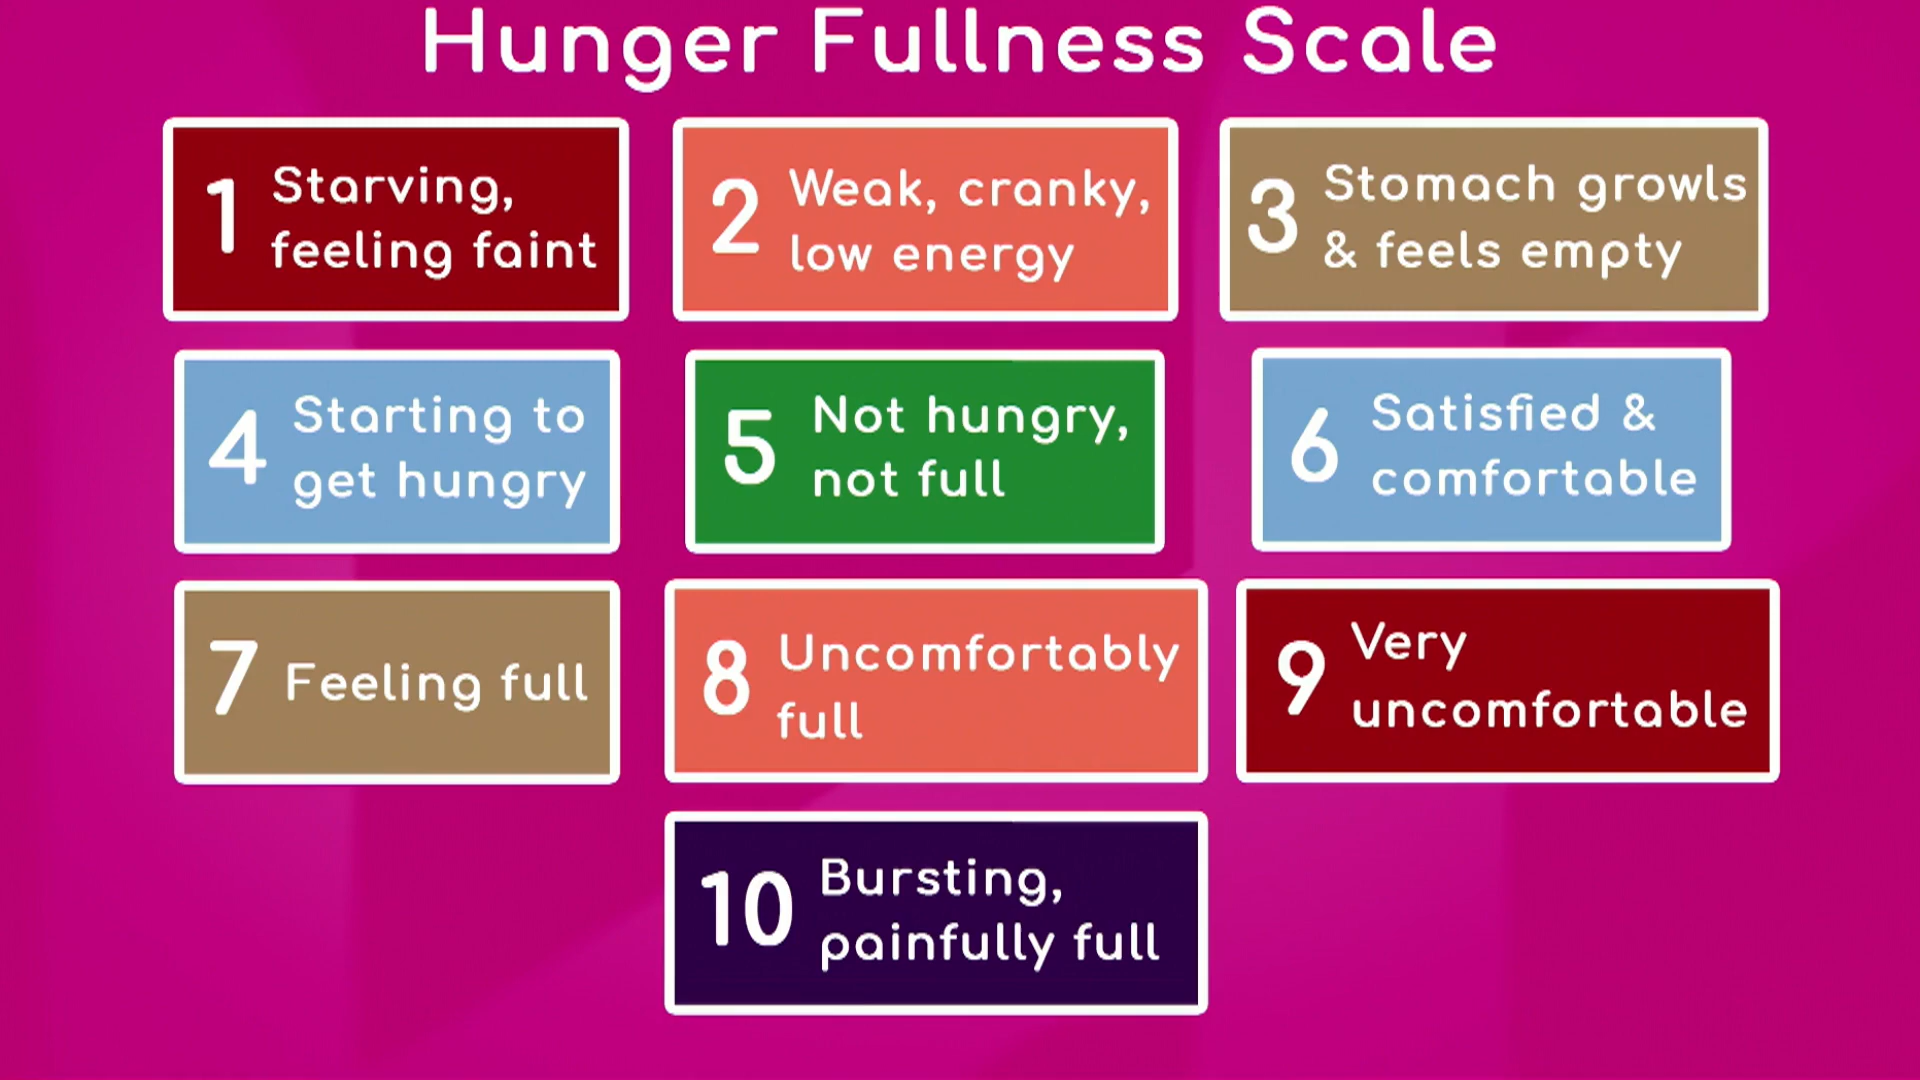 Hunger Fullness Scale
1 Starving,
feeling faint
2 Weak, cranky,
low energy
3 Stomach growls
& feels empty
4 Starting to
get hungry
5 Not hungry,
not full
6 Satisfied &
comfortable
7 Feeling full
8 Uncomfortably
full
9 Very
uncomfortable
10 Bursting,
painfully full